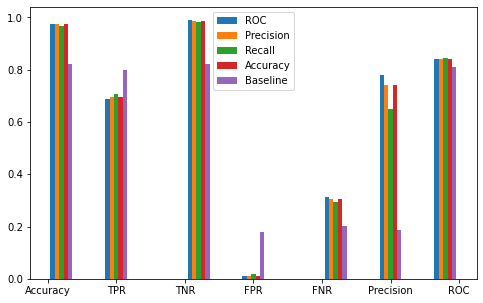 1.0
0.8
0.6
0.4
0.2
0.0
ROC
Precision
Recall
Accuracy
Baseline
Accuracy TPR TNR FPR FNR Precision ROC